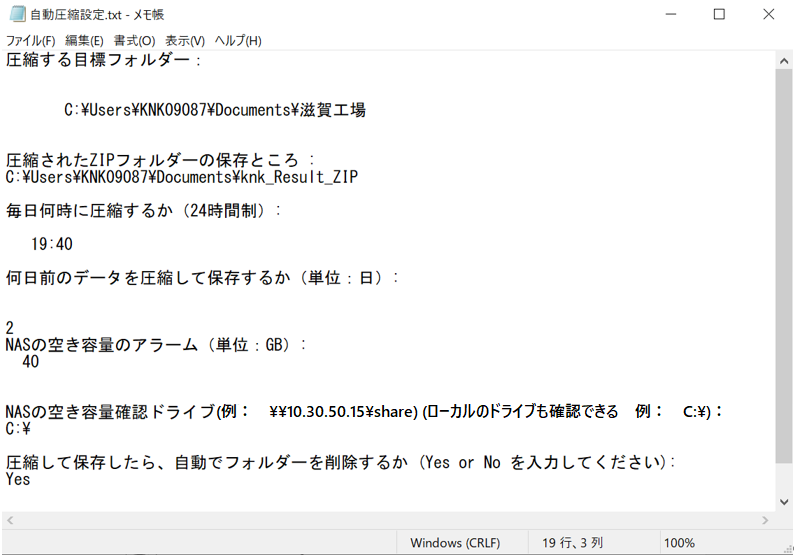 自動圧縮設定.txt - メモ帳
ファイル(F) 編集(E) 書式(O) 表示(V) ヘルプ(H)
圧縮する目標フォルダー：
C:¥Users¥KNK09087¥Documents¥滋賀工場
圧縮されたZIPフォルダーの保存ところ：
C:¥Users¥KNK09087¥Documents¥knk_Result_ZIP
毎日何時に圧縮するか（24時間制）：
19:40
何日前のデータを圧縮して保存するか（単位：日）：
2
NASの空き容量のアラーム（単位：GB）：
40
NASの空き容量確認ドライブ(例：　¥¥10.30.50.15¥share) (ローカルのドライブも確認できる　例：　C:¥)：
C:¥
圧縮して保存したら、自動でフォルダーを削除するか (Yes or No を入力してください)：
Yes
Windows (CRLF) 19 行、3 列 100%